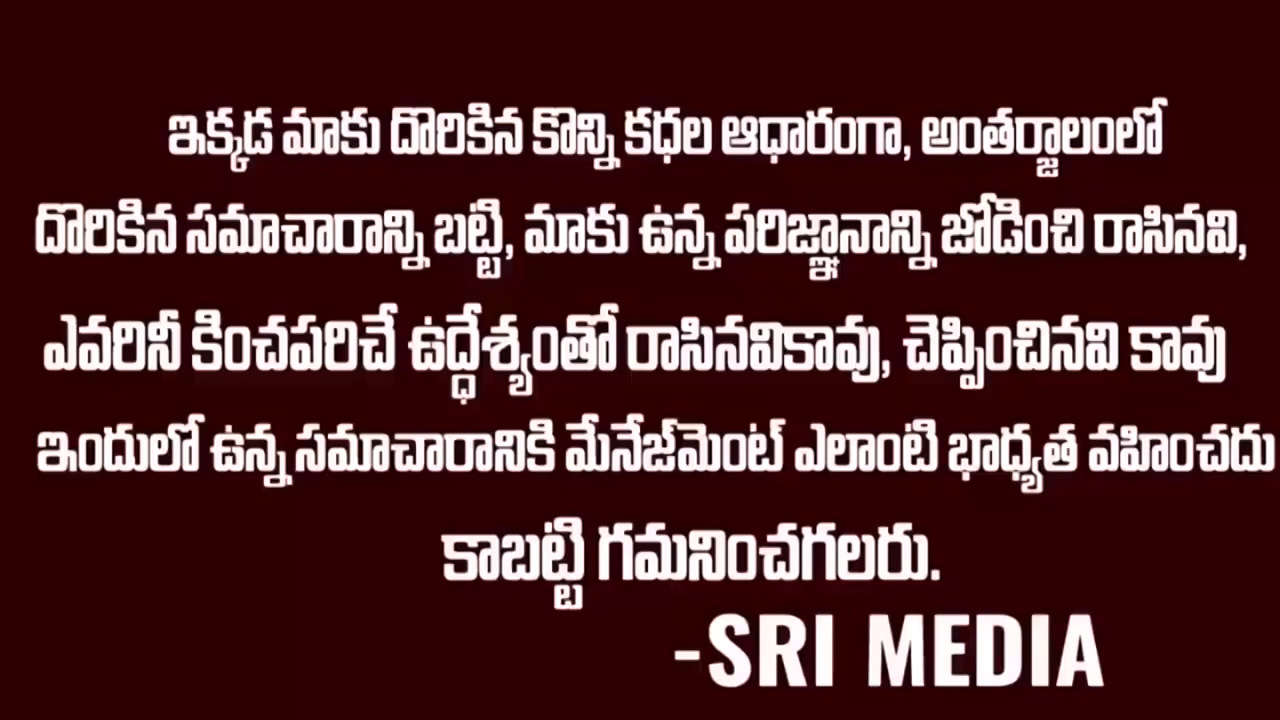 ఇక్కడ మాకు దొరికిన కొన్ని కధల ఆధారంగా, అంతర్జాలంలో
దొరికిన సమాచారాన్ని బట్టి, మాకు ఉన్న పరిజ్ఞానాన్ని జోడించి రాసినవి,
ఎవరినీ కించపరిచే ఉద్ధేశ్యంతో రాసినవికావు, చెప్పించినవి కావు
ఇందులో ఉన్న సమాచారానికి మేనేజ్‌మెంట్ ఎలాంటి భాధ్యత వహించదు
కాబట్టి గమనించగలరు.
-SRI MEDIA